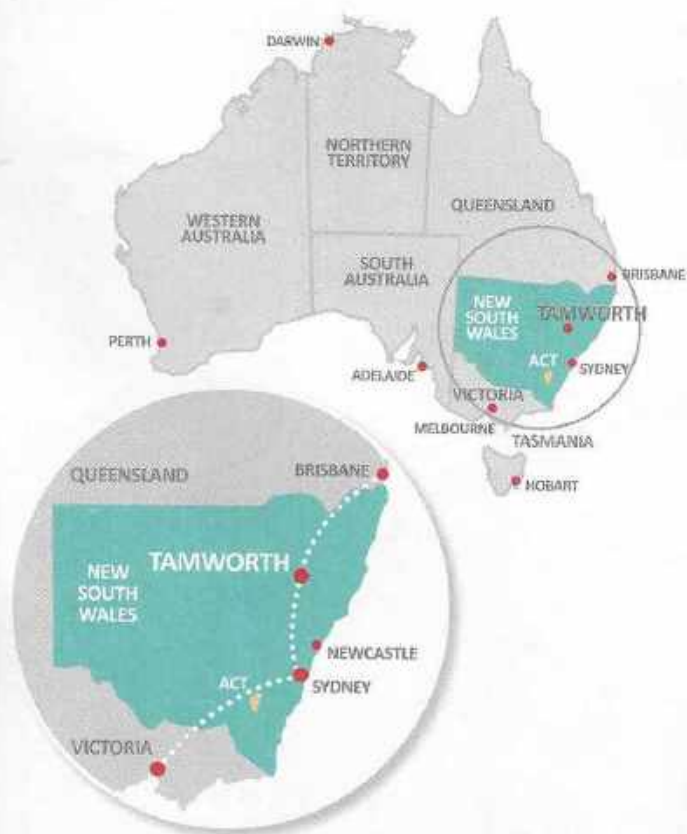 DARWIN
NORTHERN
TERRITORY
QUEENSLAND
WESTERN
AUSTRALIA
SOUTH
AUSTRALIA
BRISBANE
NEW
SOUTH
WALES
TAMWORTH
PERTH
ACT
SYDNEY
ADELAIDE
VICTORIA
MELBOURNE
TASMANIA
HOBART
QUEENSLAND
BRISBANE
TAMWORTH
NEW
SOUTH
WALES
NEWCASTLE
ACT
SYDNEY
VICTORIA